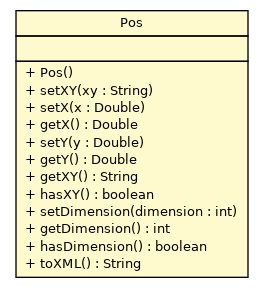 Pos
+ Pos()
+ setXY(xy : String)
+ setX(x : Double)
+ getX() : Double
+ setY(y : Double)
+ getY() : Double
+ getXY() : String
+ hasXY() : boolean
+ setDimension(dimension : int)
+ getDimension() : int
+ hasDimension() : boolean
+ toXML() : String